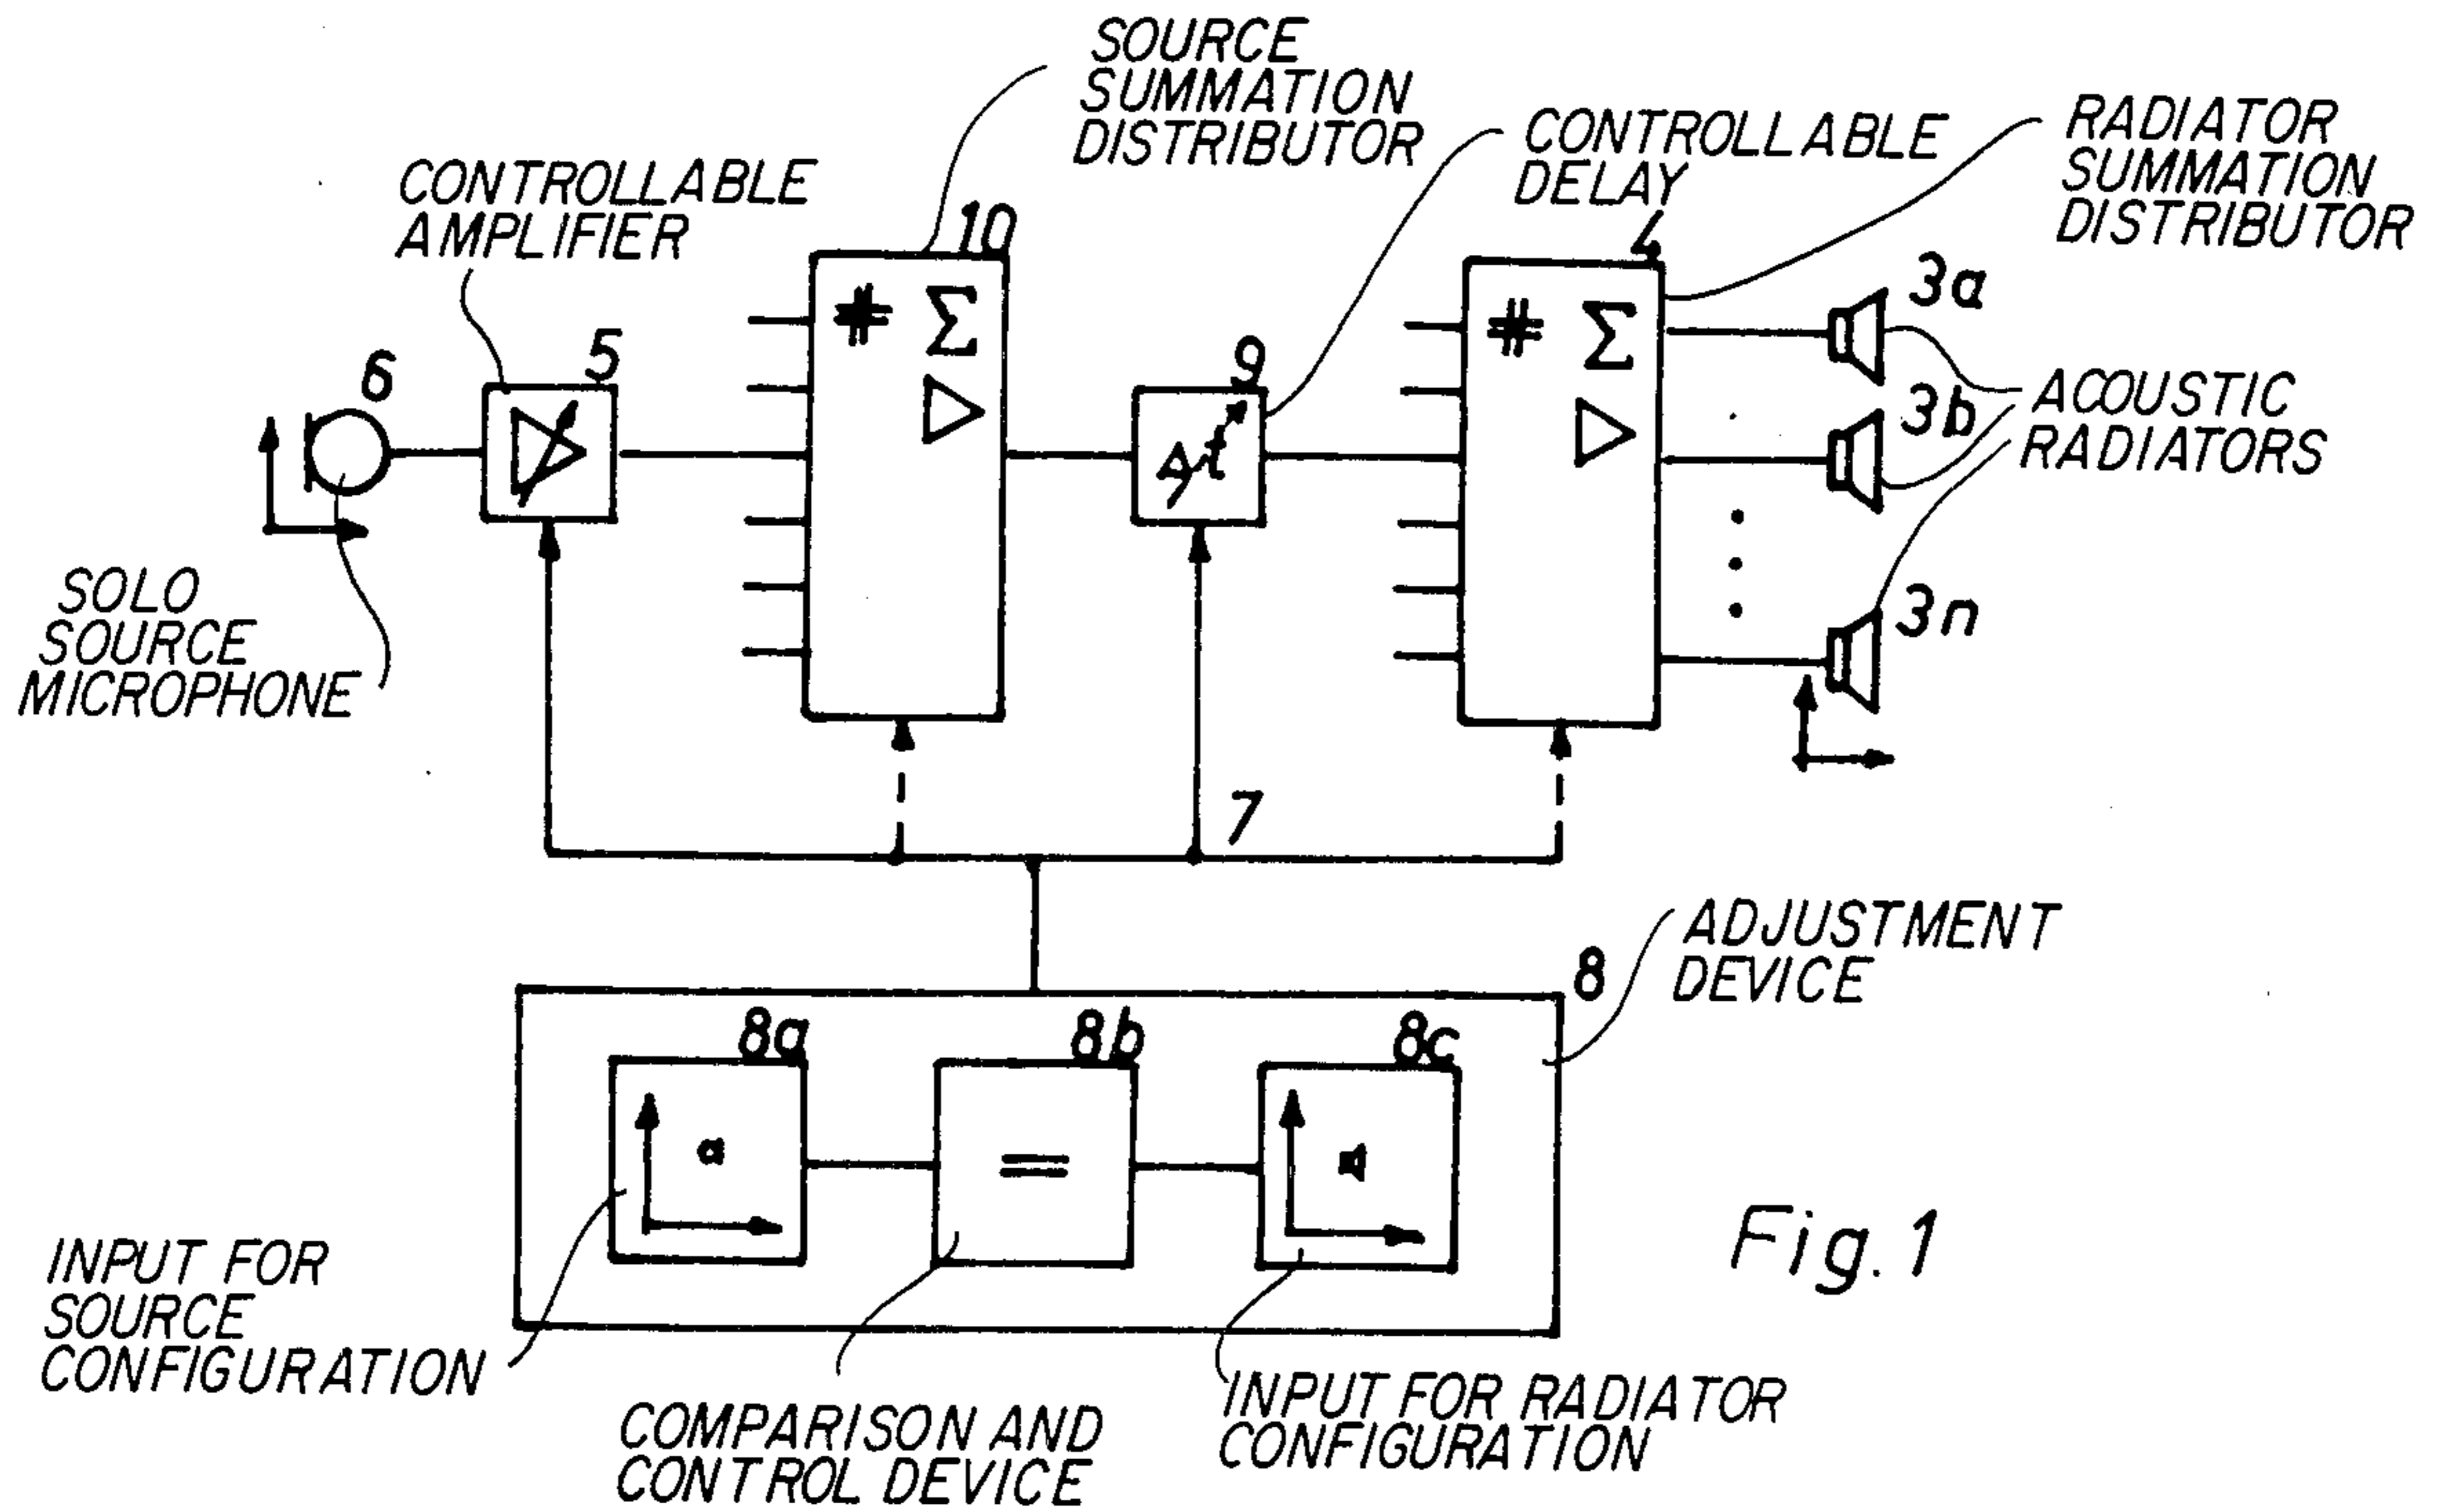 SOURCE
SUMMATION
DISTRIBUTOR
CONTROLLABLE
DELAY
RADIATOR
SUMMATION
DISTRIBUTOR
CONTROLLABLE
AMPLIFIER
10
4
# Σ
# Σ
3a
6
5
9
Δt
3b
ACOUSTIC
RADIATORS
3n
SOLO
SOURCE
MICROPHONE
7
ADJUSTMENT
DEVICE
8
8a
8b
8c
=
INPUT FOR
SOURCE
CONFIGURATION
COMPARISON AND
CONTROL DEVICE
INPUT FOR RADIATOR
CONFIGURATION
Fig. 1